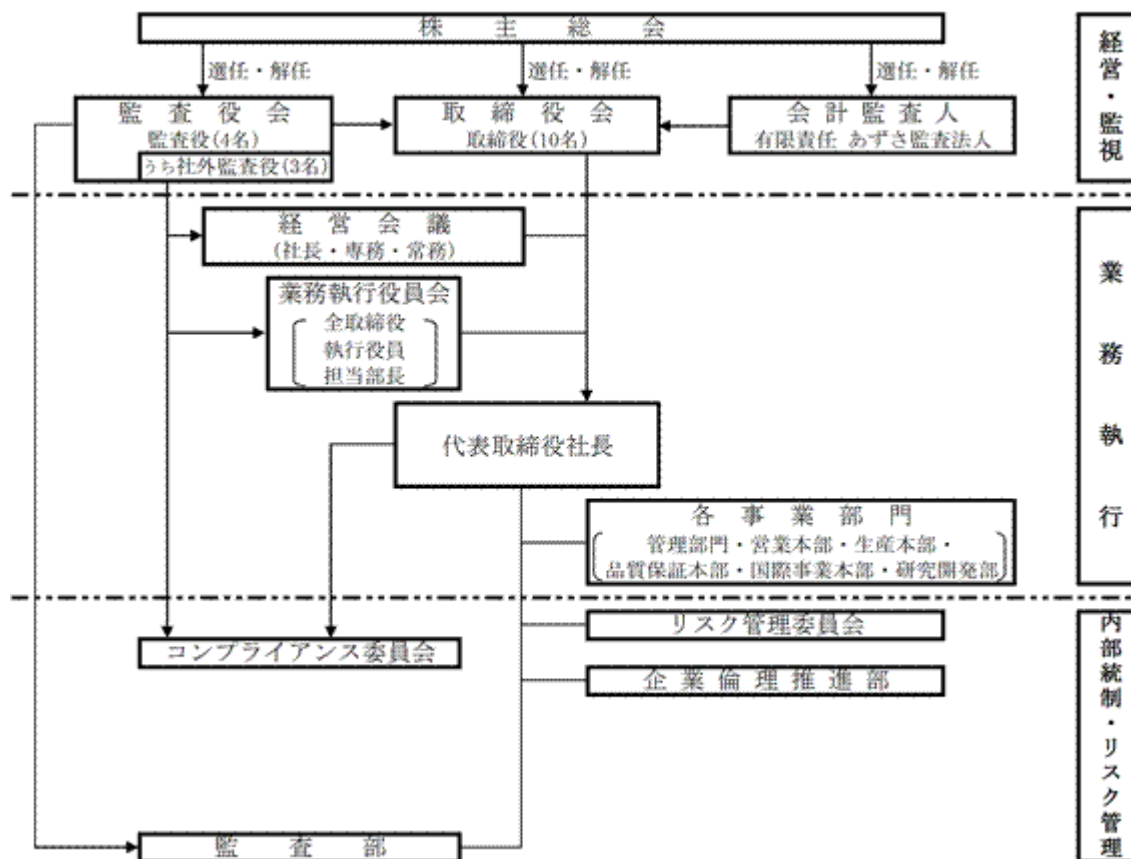 株主総会
選任・解任
選任・解任
選任・解任
監査役会
監査役(4名)
うち社外監査役(3名)
取締役会
取締役(10名)
会計監査人
有限責任 あずさ監査法人
経営・監視
経営会議
(社長・専務・常務)
業務執行役員会
全取締役
執行役員
担当部長
代表取締役社長
各事業部門
管理部門・営業本部・生産本部・
品質保証本部・国際事業本部・研究開発部
業務執行
リスク管理委員会
コンプライアンス委員会
企業倫理推進部
監査部
内部統制・リスク管理